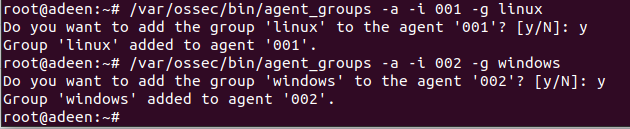 root@adeen:~# /var/ossec/bin/agent_groups -a -i 001 -g linux
Do you want to add the group 'linux' to the agent '001'? [y/N]: y
Group 'linux' added to agent '001'.
root@adeen:~# /var/ossec/bin/agent_groups -a -i 002 -g windows
Do you want to add the group 'windows' to the agent '002'? [y/N]: y
Group 'windows' added to agent '002'.
root@adeen:~#